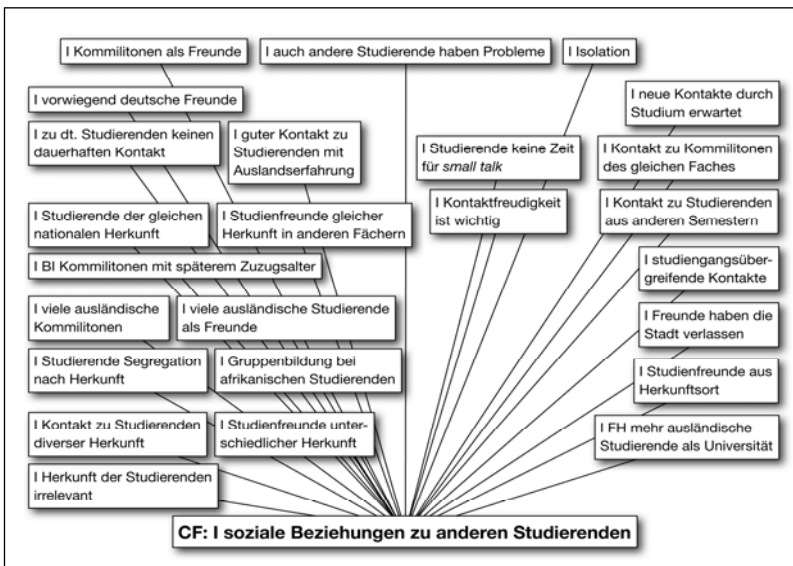 I Kommilitonen als Freunde
I auch andere Studierende haben Probleme
I Isolation
I vorwiegend deutsche Freunde
I zu dt. Studierenden keinen
dauerhaften Kontakt
I guter Kontakt zu
Studierenden mit
Auslandserfahrung
I Studierende keine Zeit
für small talk
I neue Kontakte durch
Studium erwartet
I Kontakt zu Kommilitonen
des gleichen Faches
I Kontaktfreudigkeit
ist wichtig
I Kontakt zu Studierenden
aus anderen Semestern
I Studierende der gleichen
nationalen Herkunft
I Studienfreunde gleicher
Herkunft in anderen Fächern
I BI Kommilitonen mit späterem Zuzugsalter
I studiengangsüber-
greifende Kontakte
I viele ausländische
Kommilitonen
I viele ausländische Studierende
als Freunde
I Freunde haben die
Stadt verlassen
I Studierende Segregation
nach Herkunft
I Gruppenbildung bei
afrikanischen Studierenden
I Studienfreunde aus
Herkunftsort
I Kontakt zu Studierenden
diverser Herkunft
I Studienfreunde unter-
schiedlicher Herkunft
I FH mehr ausländische
Studierende als Universität
I Herkunft der Studierenden
irrelevant
CF: I soziale Beziehungen zu anderen Studierenden